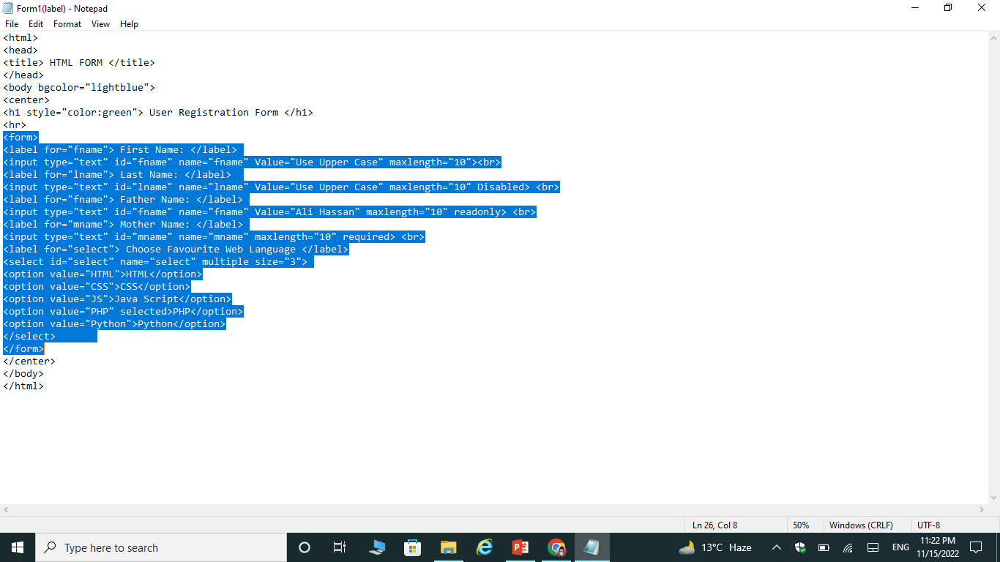 Form1(label) - Notepad
File Edit Format View Help
<html>
<head>
<title> HTML FORM </title>
</head>
<body bgcolor="lightblue">
<center>
<h1 style="color:green"> User Registration Form </h1>
<hr>
<form>
<label for="fname"> First Name: </label>
<input type="text" id="fname" name="fname" Value="Use Upper Case" maxlength="10"><br>
<label for="lname"> Last Name: </label>
<input type="text" id="lname" name="lname" Value="Use Upper Case" maxlength="10" Disabled> <br>
<label for="fname"> Father Name: </label>
<input type="text" id="fname" name="fname" Value="Ali Hassan" maxlength="10" readonly> <br>
<label for="mname"> Mother Name: </label>
<input type="text" id="mname" name="mname" maxlength="10" required> <br>
<label for="select"> Choose Favourite Web Language </label>
<select id="select" name="select" multiple size="3">
<option value="HTML">HTML</option>
<option value="CSS">CSS</option>
<option value="JS">Java Script</option>
<option value="PHP" selected>PHP</option>
<option value="Python">Python</option>
</select>
</form>
</center>
</body>
</html>
Ln 26, Col 8 50% Windows (CRLF) UTF-8
Type here to search 13°C Haze ENG 11:22 PM
11/15/2022